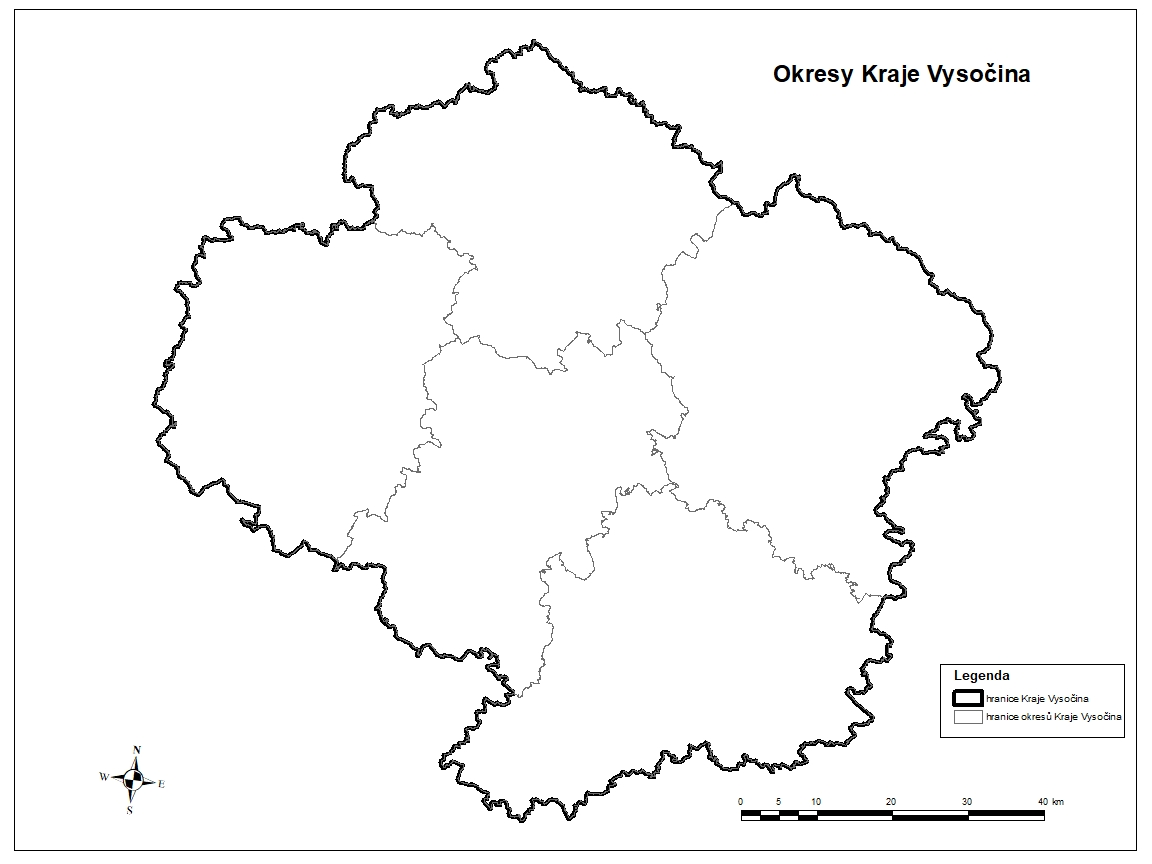 Okresy Kraje Vysočina
Legenda
hranice Kraje Vysočina
hranice okresů Kraje Vysočina
N
W E
S
0 5 10 20 30 40 km